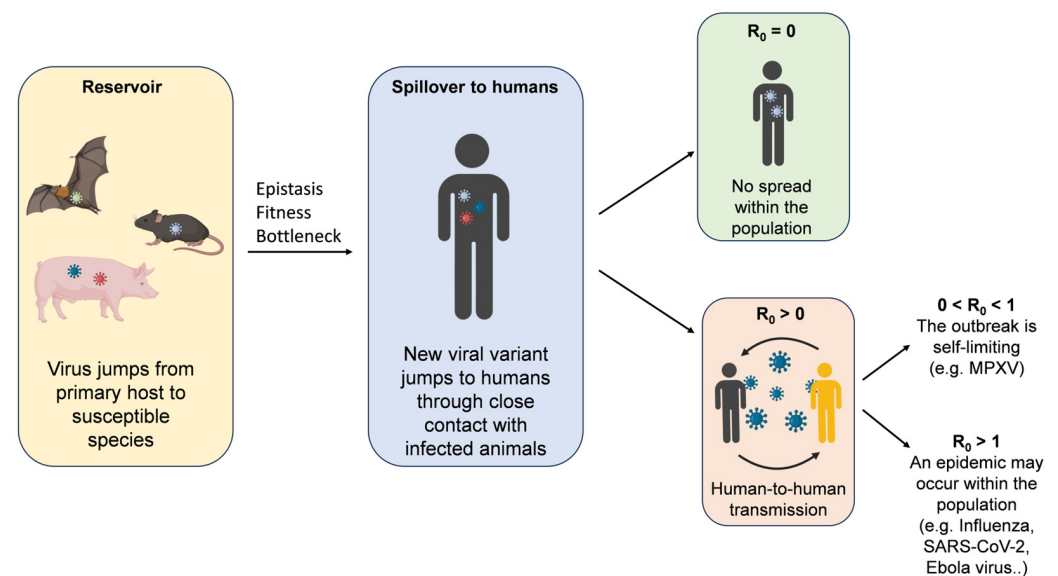 Reservoir
Virus jumps from
primary host to
susceptible
species
Epistasis
Fitness
Bottleneck
Spillover to humans
New viral variant
jumps to humans
through close
contact with
infected animals
R₀ = 0
No spread
within the
population
R₀ > 0
Human-to-human
transmission
0 < R₀ < 1
The outbreak is
self-limiting
(e.g. MPXV)
R₀ > 1
An epidemic may
occur within the
population
(e.g. Influenza,
SARS-CoV-2,
Ebola virus..)